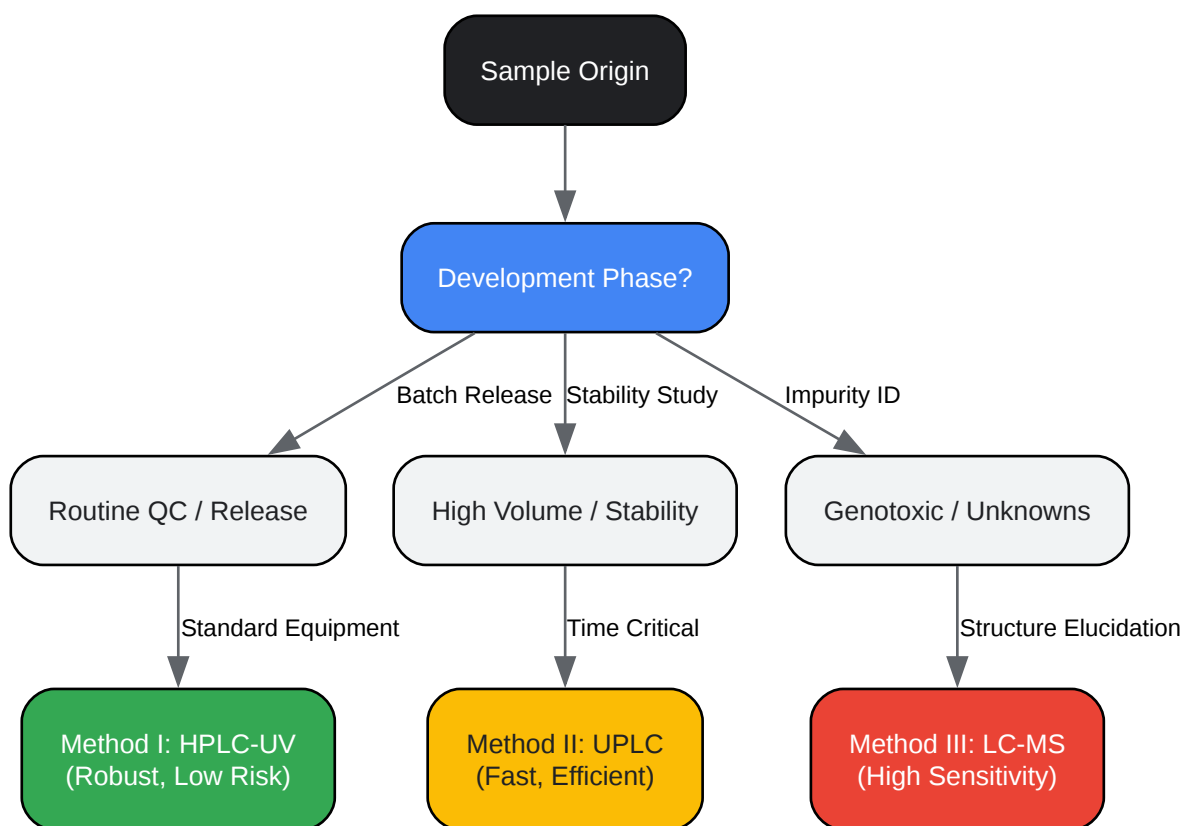 Sample Origin
Development Phase?
Batch Release
Stability Study
Impurity ID
Routine QC / Release
High Volume / Stability
Genotoxic / Unknowns
Standard Equipment
Time Critical
Structure Elucidation
Method I: HPLC-UV
(Robust, Low Risk)
Method II: UPLC
(Fast, Efficient)
Method III: LC-MS
(High Sensitivity)